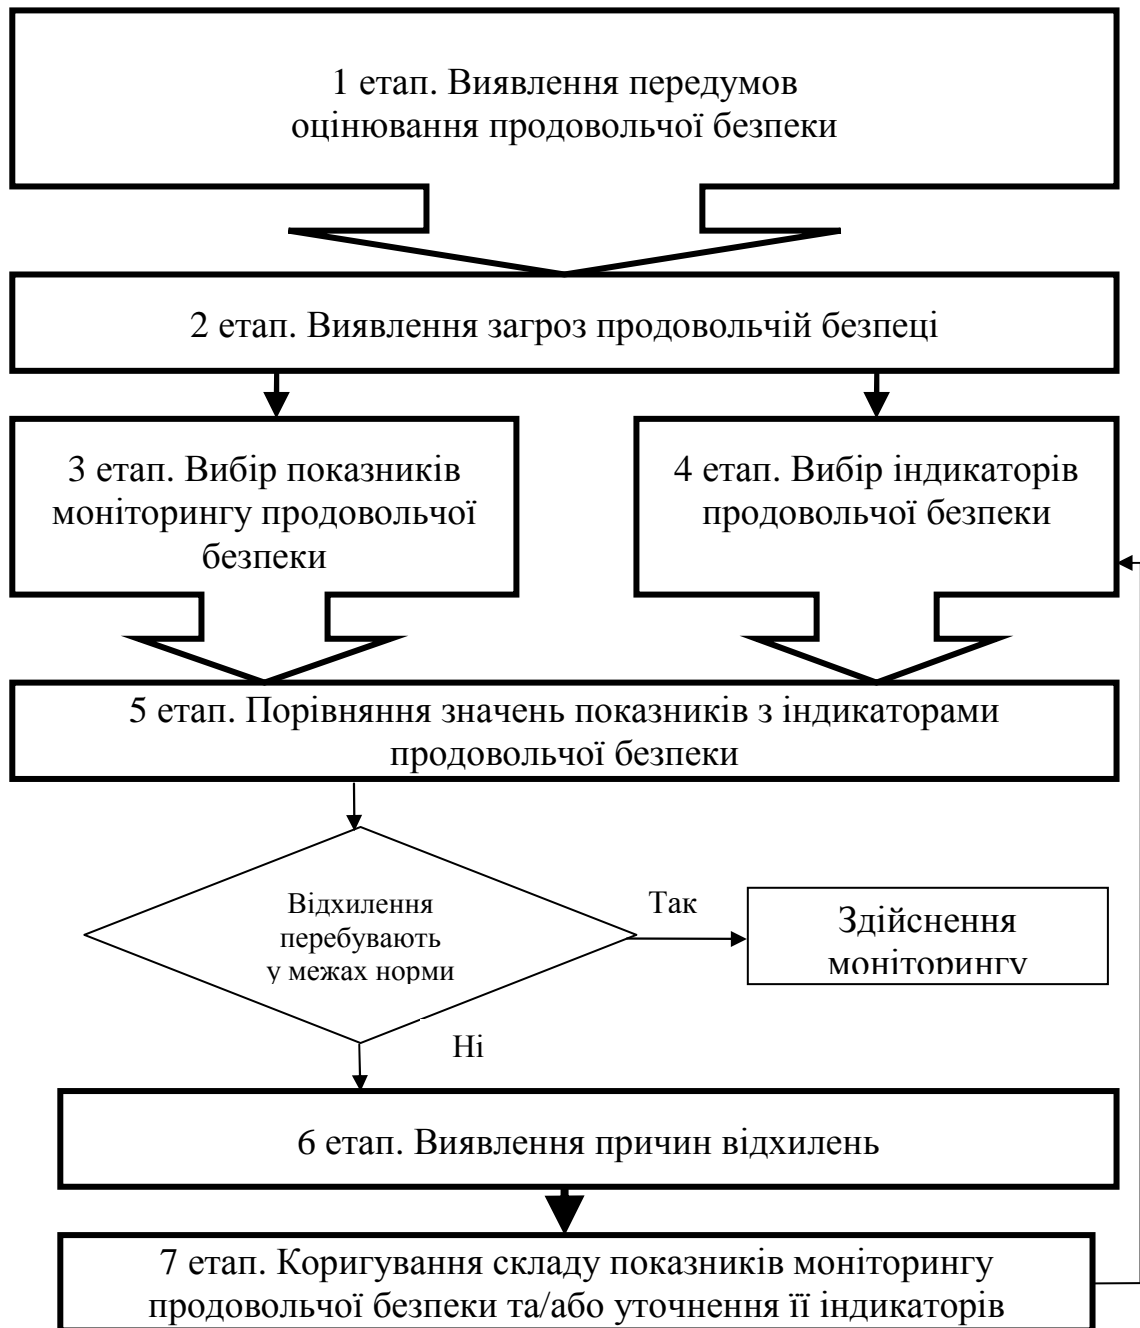 1 етап. Виявлення передумов
оцінювання продовольчої безпеки
2 етап. Виявлення загроз продовольчій безпеці
3 етап. Вибір показників
моніторингу продовольчої
безпеки
4 етап. Вибір індикаторів
продовольчої безпеки
5 етап. Порівняння значень показників з індикаторами
продовольчої безпеки
Відхилення
перебувають
у межах норми
Так
Здійснення
моніторингу
Ні
6 етап. Виявлення причин відхилень
7 етап. Коригування складу показників моніторингу
продовольчої безпеки та/або уточнення її індикаторів